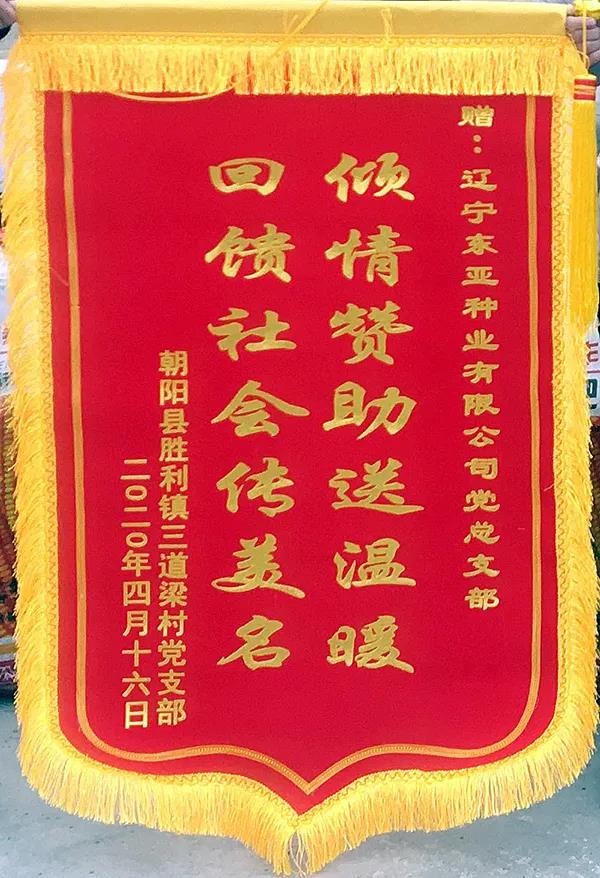 赠：辽宁东亚种业有限公司党总支部
倾情赞助送温暖
回馈社会传美名
朝阳县胜利镇三道梁村党支部
二〇二〇年四月十六日